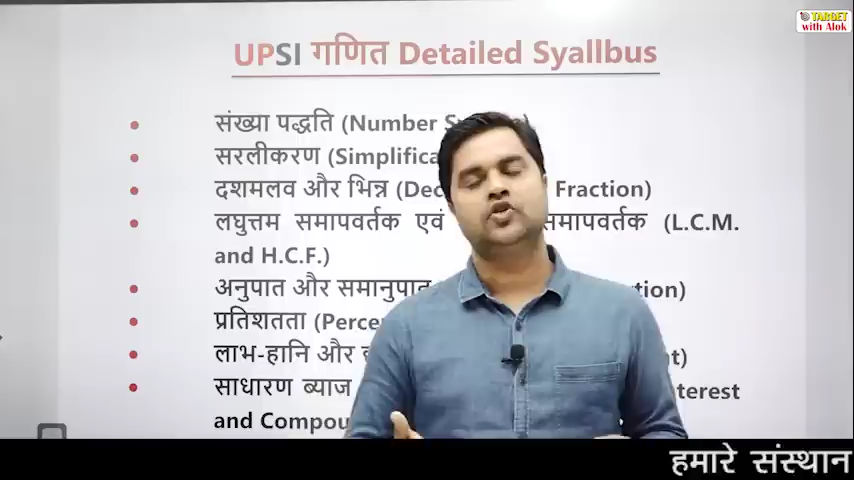 TARGET
with Alok
UPSI गणित Detailed Syallbus
संख्या पद्धति (Number
सरलीकरण (Simplifica
दशमलव और भिन्न (Dec Fraction)
लघुत्तम समापवर्तक एवं समापवर्तक (L.C.M.
and H.C.F.)
अनुपात और समानुपात tion)
प्रतिशतता (Perce
लाभ-हानि और t)
साधारण ब्याज terest
and Compou
हमारे संस्थान